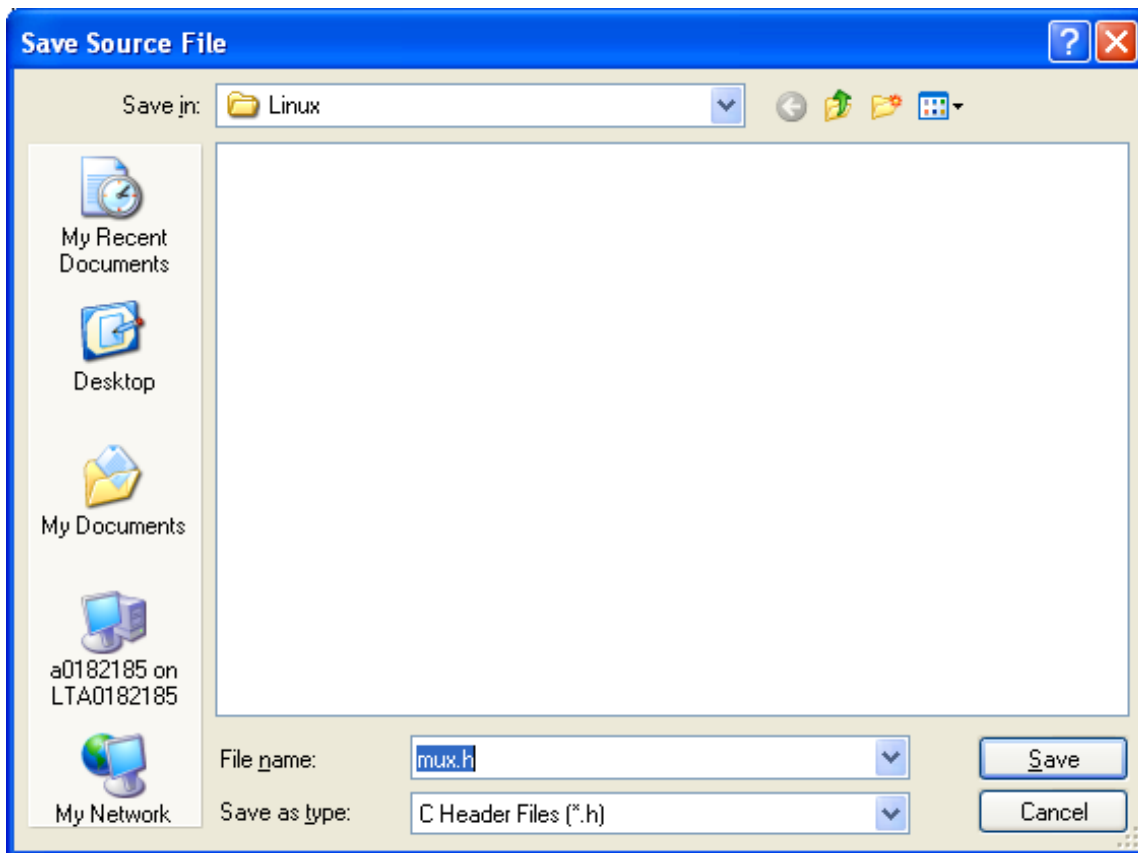 Save Source File
Save in:
Linux
My Recent
Documents
Desktop
My Documents
a0182185 on
LTA0182185
My Network
File name:
mux.h
Save
Save as type:
C Header Files (*.h)
Cancel